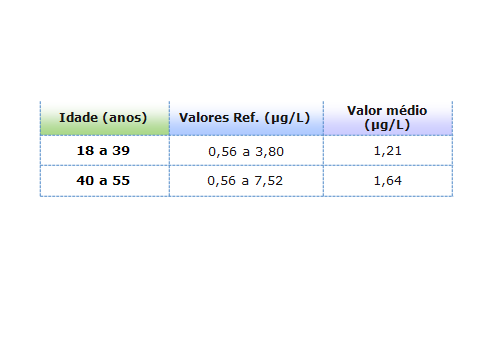 Idade (anos) Valores Ref. (µg/L) Valor médio
(µg/L)
18 a 39 0,56 a 3,80 1,21
40 a 55 0,56 a 7,52 1,64